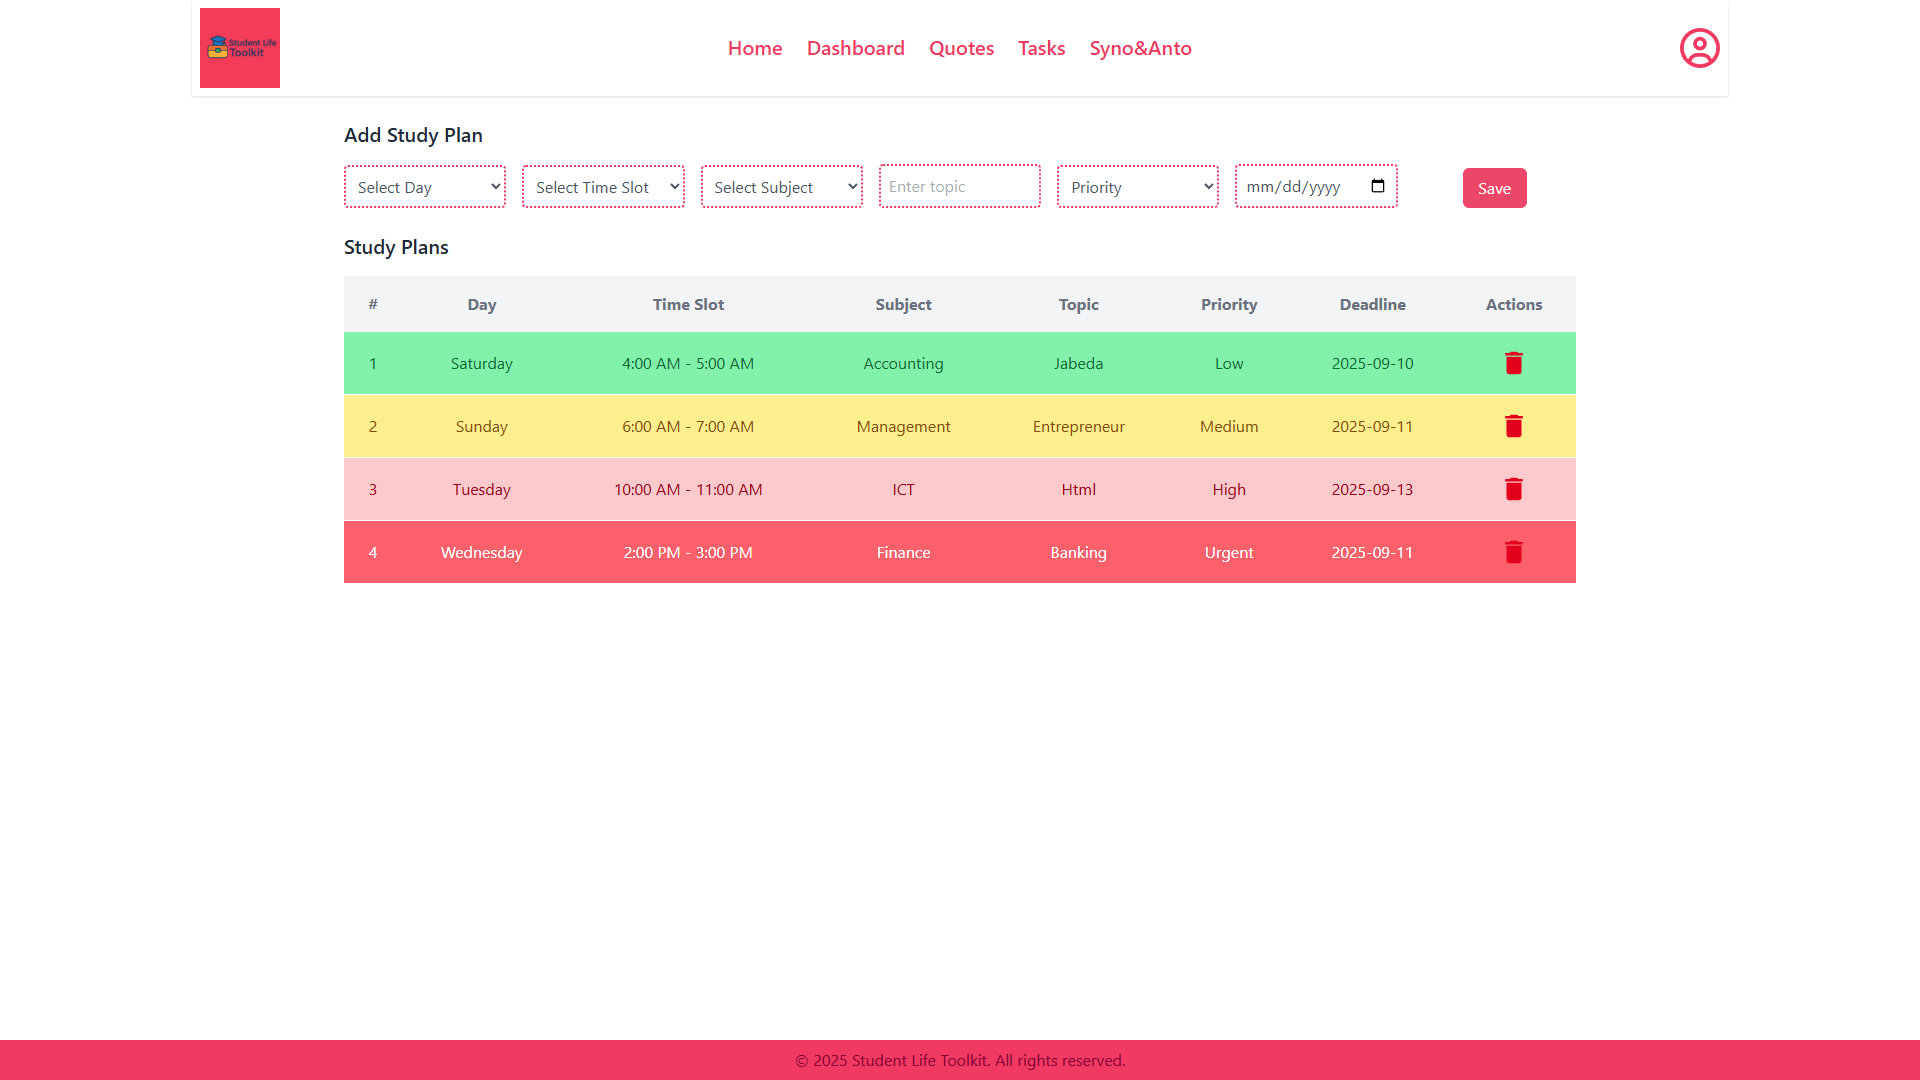 Student Life
Toolkit
Home Dashboard Quotes Tasks Syno&Anto
Add Study Plan
Select Day Select Time Slot Select Subject Enter topic Priority mm/dd/yyyy Save
Study Plans
# Day Time Slot Subject Topic Priority Deadline Actions
1 Saturday 4:00 AM - 5:00 AM Accounting Jabeda Low 2025-09-10
2 Sunday 6:00 AM - 7:00 AM Management Entrepreneur Medium 2025-09-11
3 Tuesday 10:00 AM - 11:00 AM ICT Html High 2025-09-13
4 Wednesday 2:00 PM - 3:00 PM Finance Banking Urgent 2025-09-11
© 2025 Student Life Toolkit. All rights reserved.